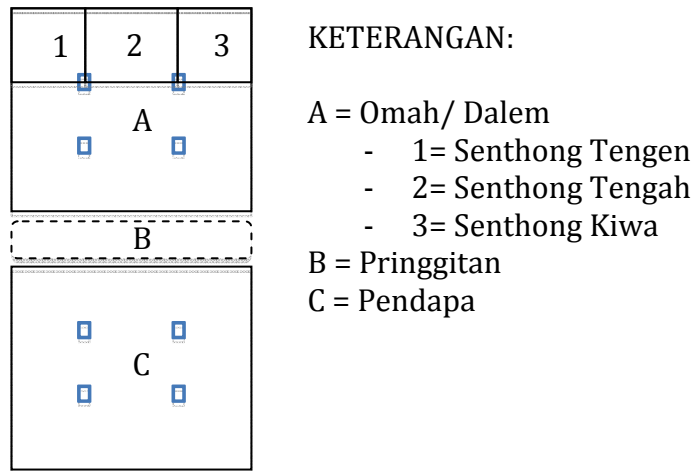 1 2 3
A
B
C
KETERANGAN:
A = Omah/ Dalem
- 1= Senthong Tengen
- 2= Senthong Tengah
- 3= Senthong Kiwa
B = Pringgitan
C = Pendapa